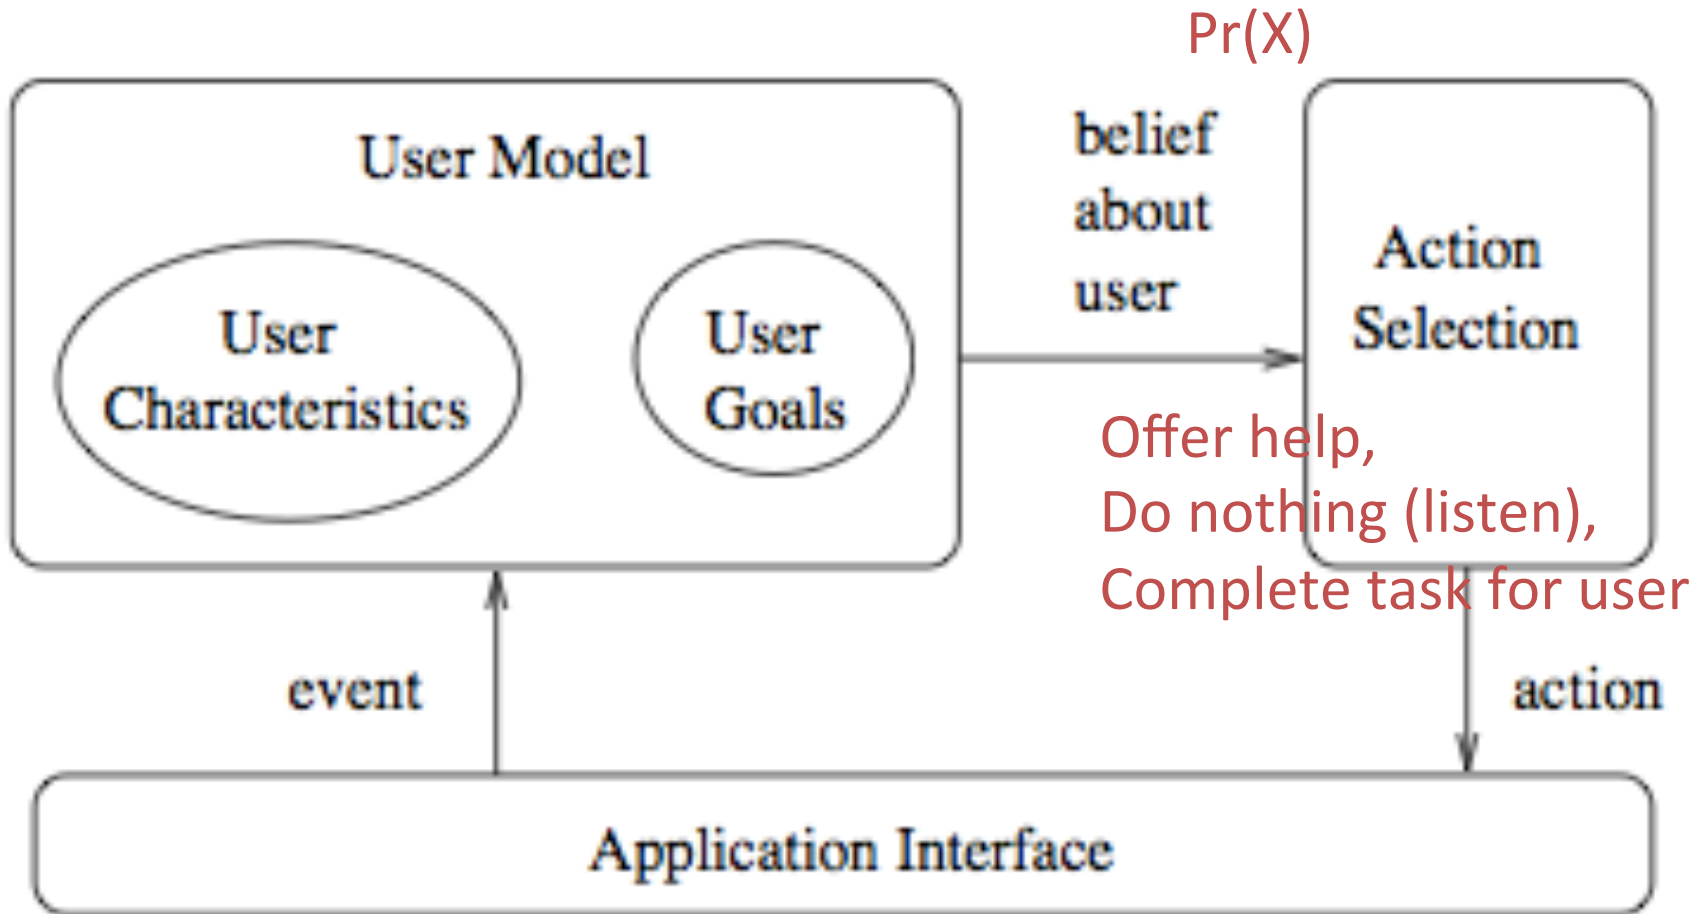 Pr(X)
User Model
User
Characteristics
User
Goals
belief
about
user
Action
Selection
Offer help,
Do nothing (listen),
Complete task for user
event
action
Application Interface